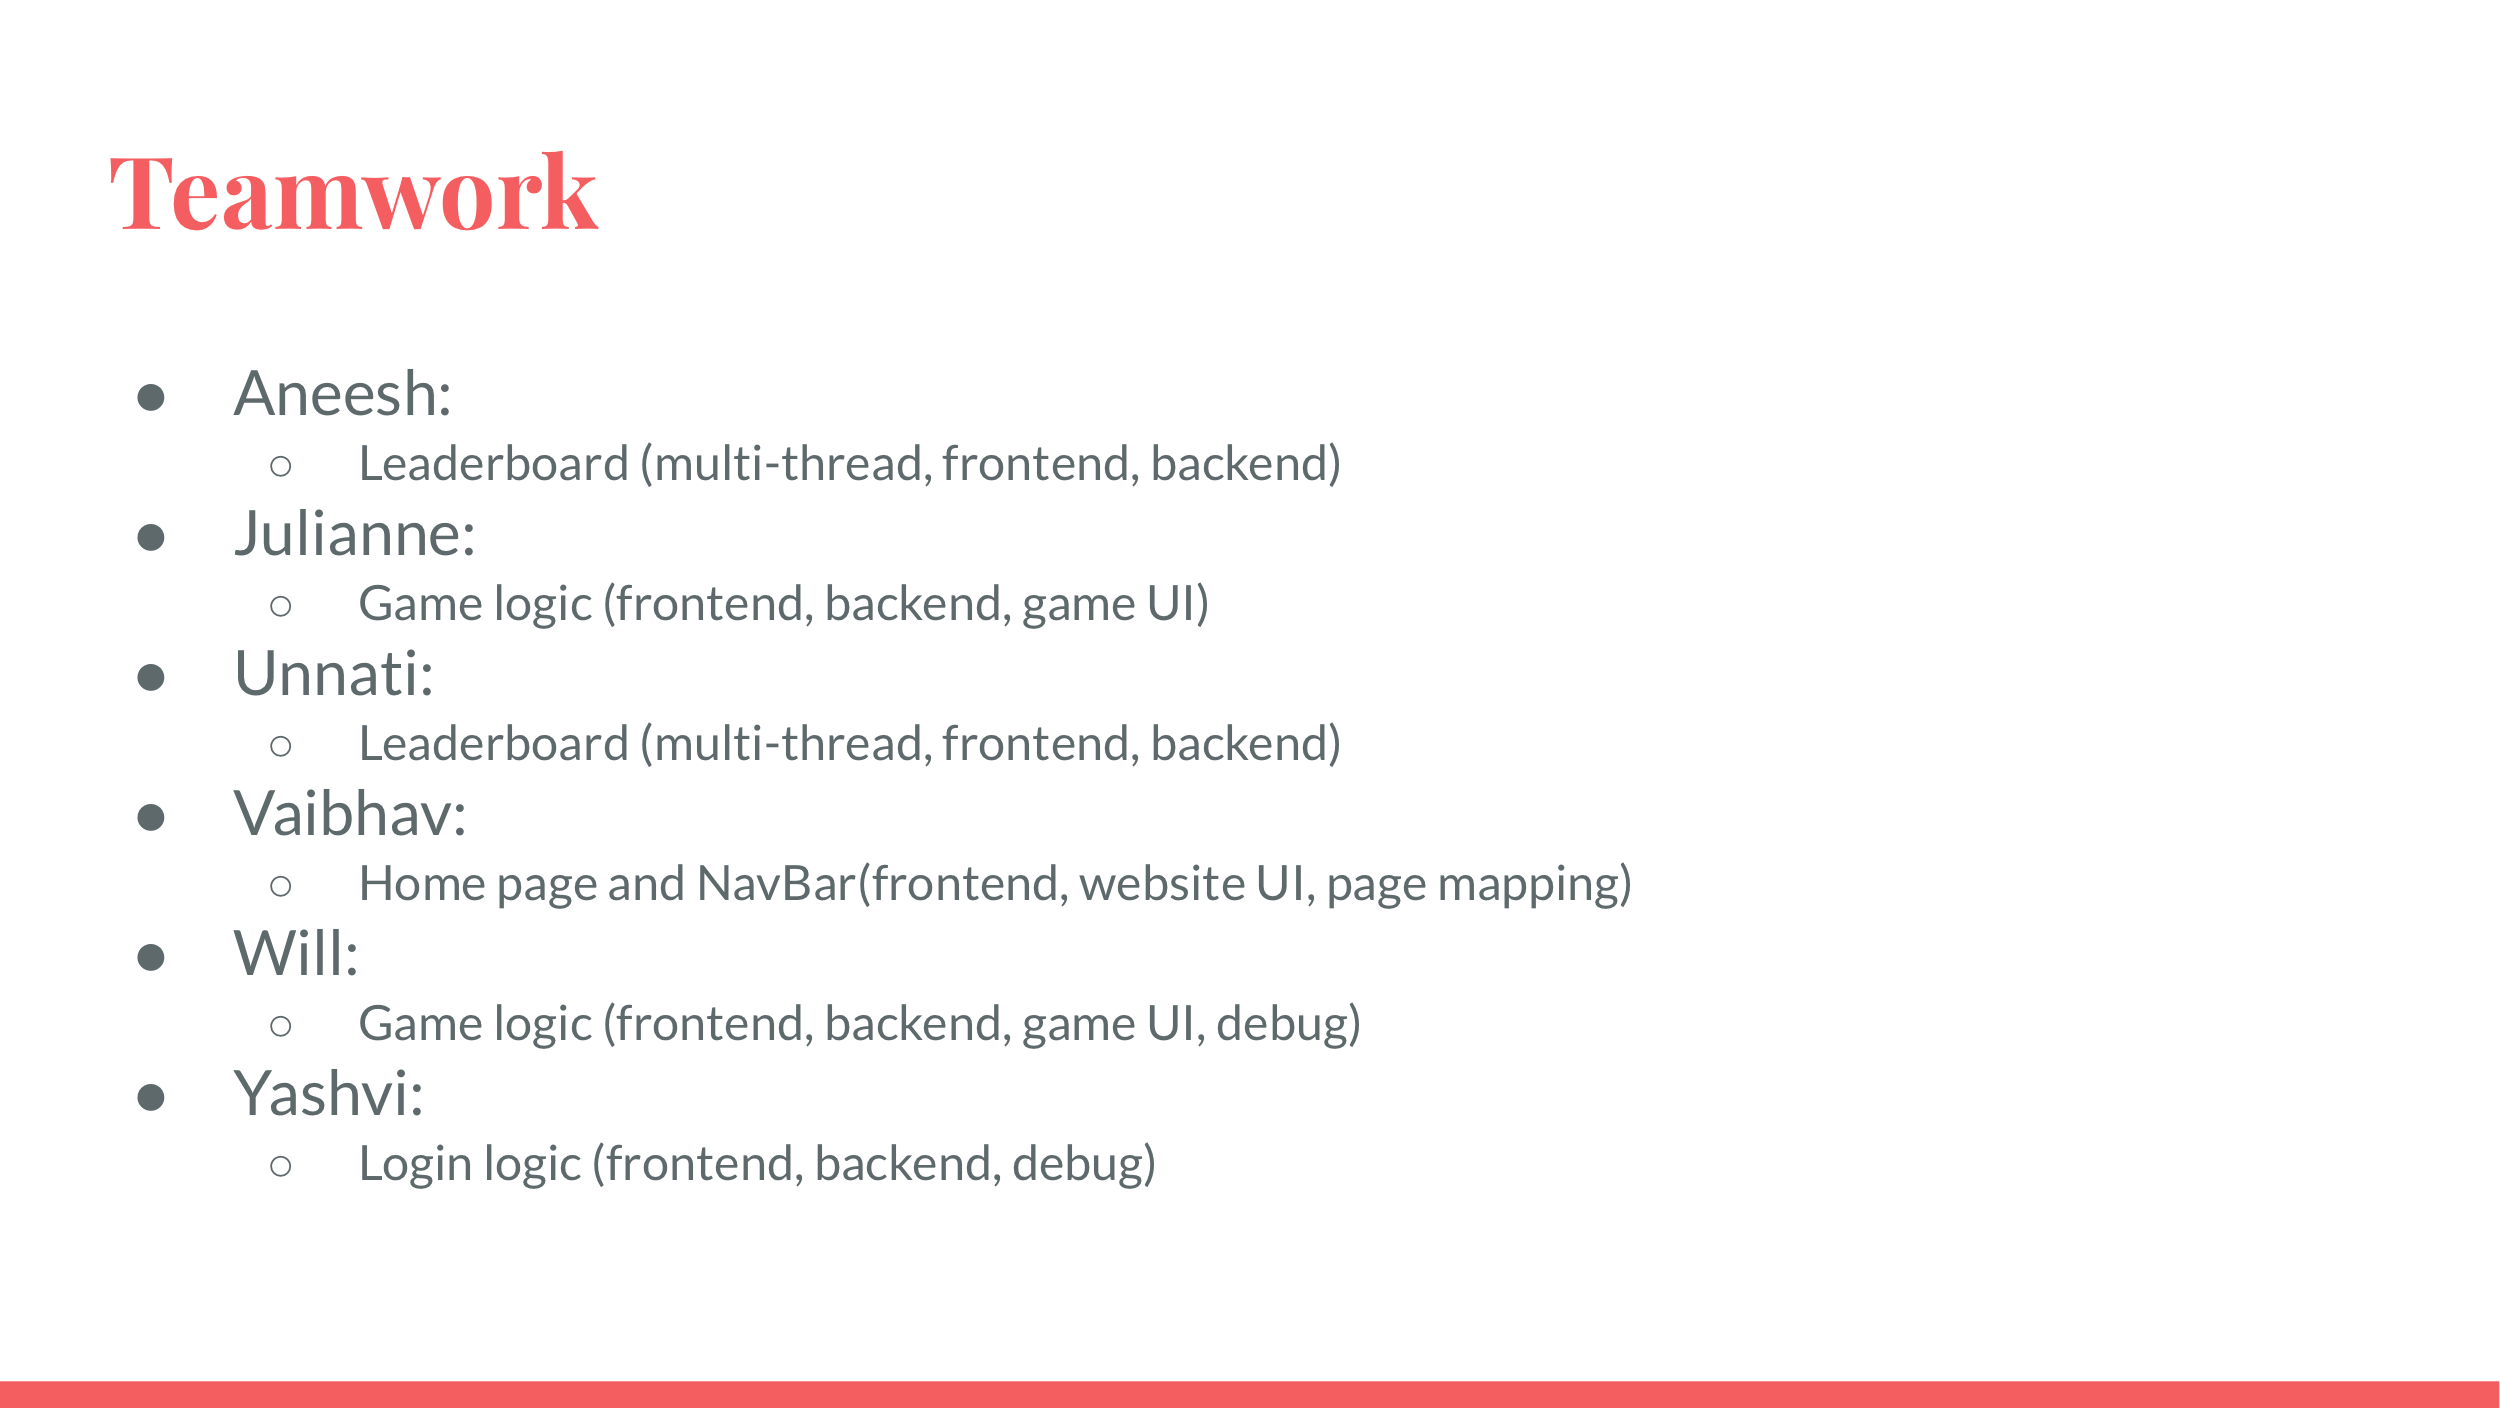 Teamwork
● Aneesh:
○ Leaderboard (multi-thread, frontend, backend)
● Julianne:
○ Game logic (frontend, backend, game UI)
● Unnati:
○ Leaderboard (multi-thread, frontend, backend)
● Vaibhav:
○ Home page and NavBar(frontend, website UI, page mapping)
● Will:
○ Game logic (frontend, backend, game UI, debug)
● Yashvi:
○ Login logic (frontend, backend, debug)